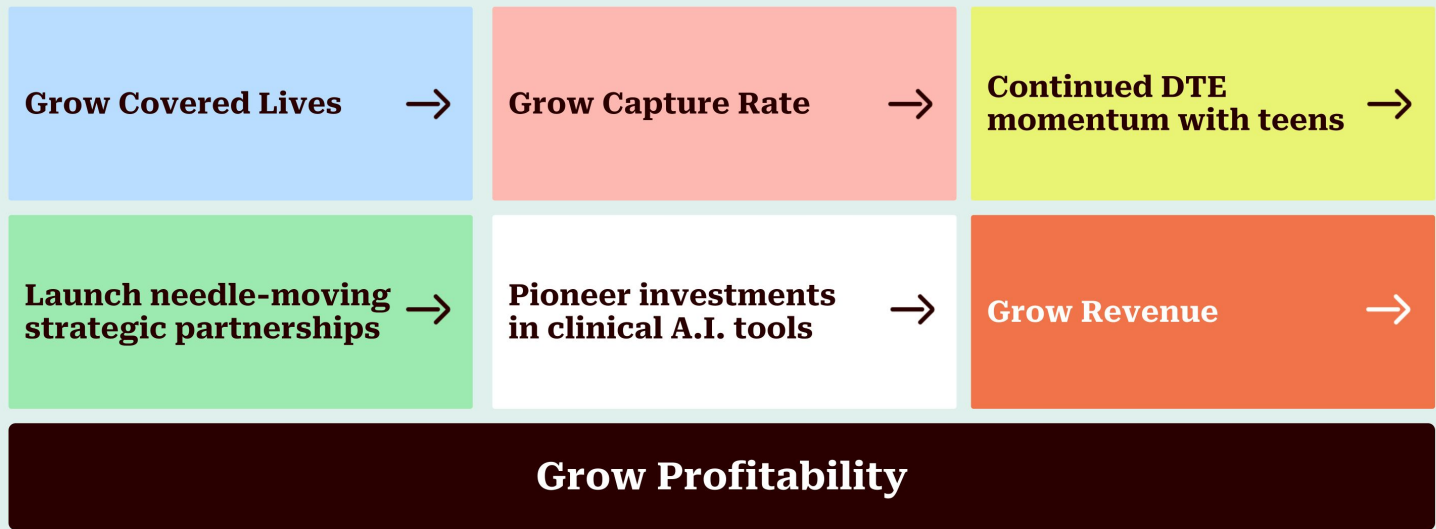 Grow Covered Lives
Grow Capture Rate
Continued DTE
momentum with teens
Launch needle-moving
strategic partnerships
Pioneer investments
in clinical A.I. tools
Grow Revenue
Grow Profitability